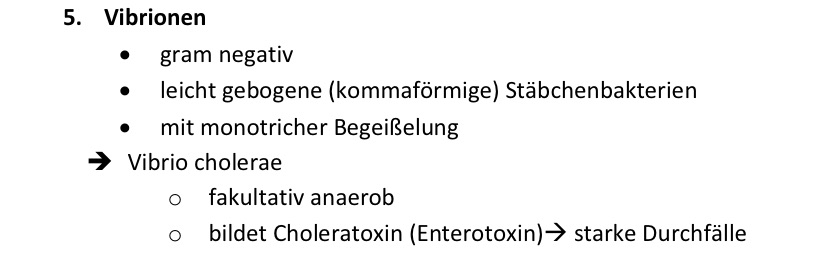 5. Vibrionen
• gram negativ
• leicht gebogene (kommaförmige) Stäbchenbakterien
• mit monotricher Begeißelung
➔ Vibrio cholerae
o fakultativ anaerob
o bildet Choleratoxin (Enterotoxin)→ starke Durchfälle